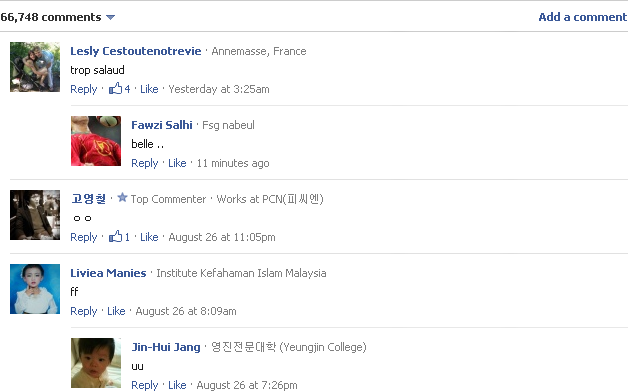 66,748 comments Add a comment
Lesly Cestoutenotrevie · Annemasse, France
trop salaud
Reply · 4 · Like · Yesterday at 3:25am
Fawzi Salhi · Fsg nabeul
belle ..
Reply · Like · 11 minutes ago
고영철 · Top Commenter · Works at PCN(피씨엔)
ㅇㅇ
Reply · 1 · Like · August 26 at 11:05pm
Liviea Manies · Institute Kefahaman Islam Malaysia
ff
Reply · Like · August 26 at 8:09am
Jin-Hui Jang · 영진전문대학 (Yeungjin College)
uu
Reply · Like · August 26 at 7:26pm